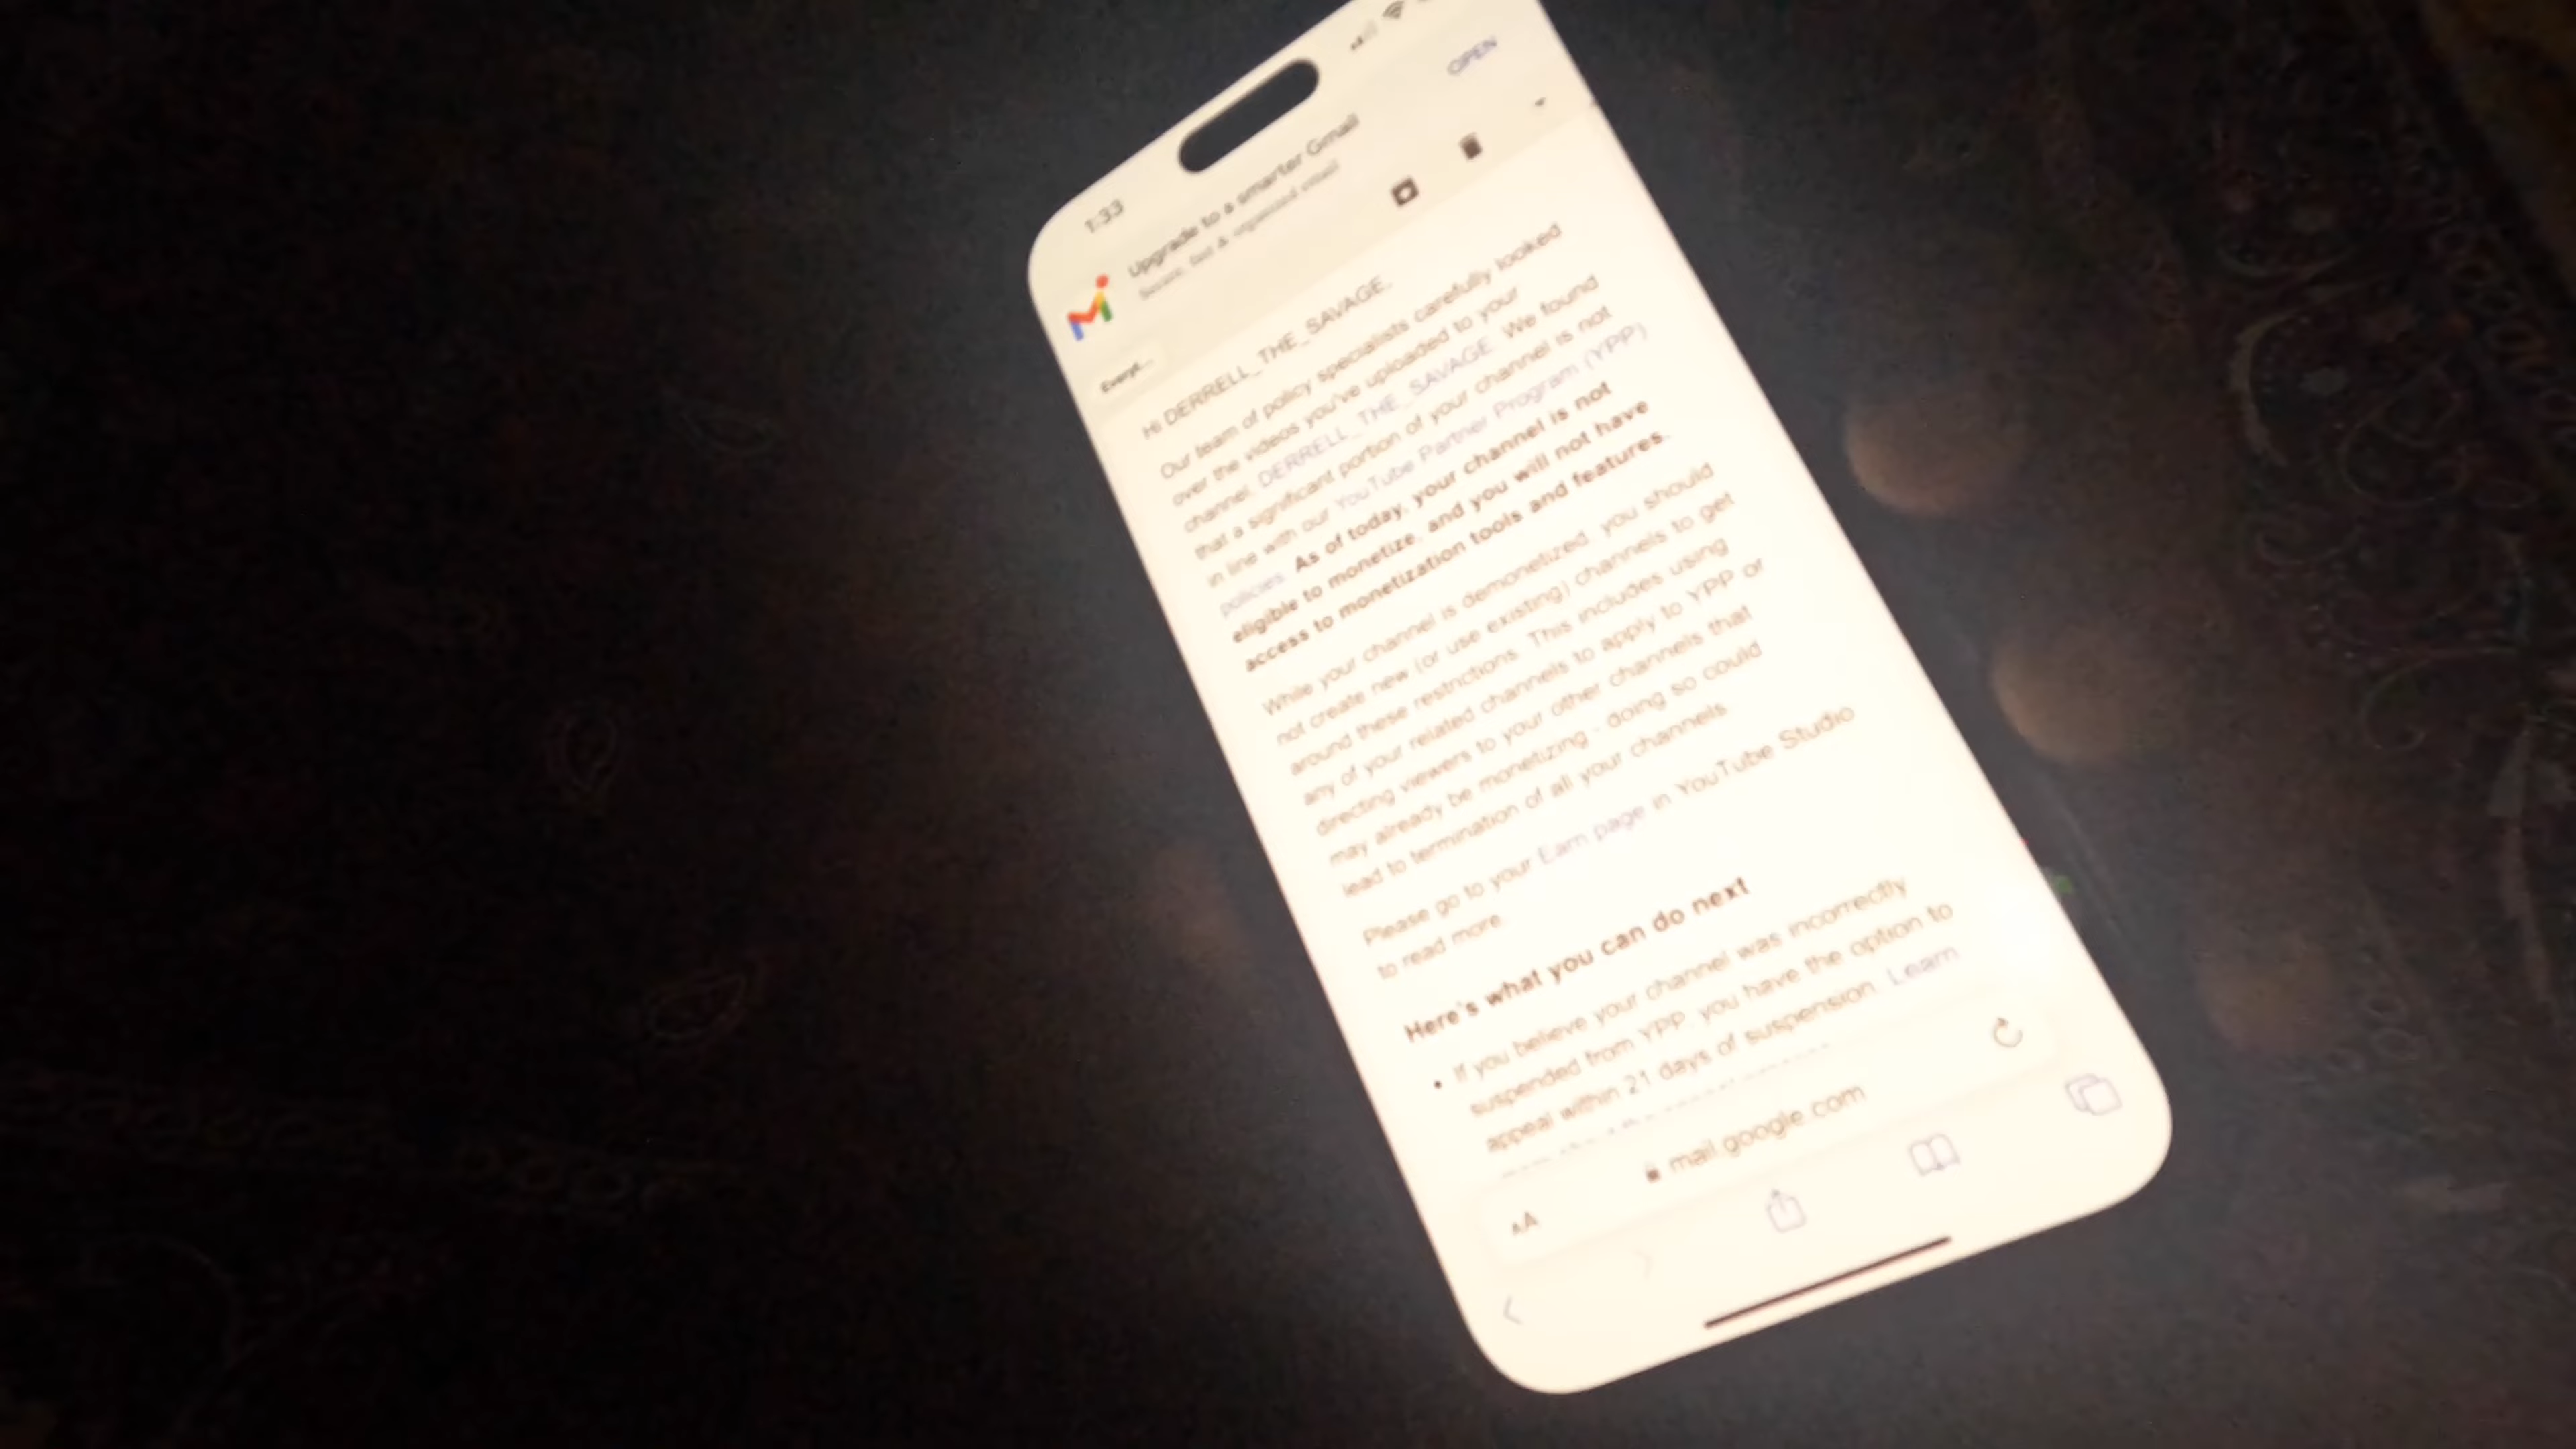 1:33
OPEN
Upgrade to a smarter Gmail
Secure, fast & organized email
Everyt...
Hi DERRELL_THE_SAVAGE,
Our team of policy specialists carefully looked
over the videos you've uploaded to your
channel, DERRELL_THE_SAVAGE. We found
that a significant portion of your channel is not
in line with our YouTube Partner Program (YPP)
policies. As of today, your channel is not
eligible to monetize, and you will not have
access to monetization tools and features.
While your channel is demonetized, you should
not create new (or use existing) channels to get
around these restrictions. This includes using
any of your related channels to apply to YPP or
directing viewers to your other channels that
may already be monetizing - doing so could
lead to termination of all your channels.
Please go to your Earn page in YouTube Studio
to read more.
Here's what you can do next
• If you believe your channel was incorrectly
suspended from YPP, you have the option to
appeal within 21 days of suspension. Learn
AA
mail.google.com